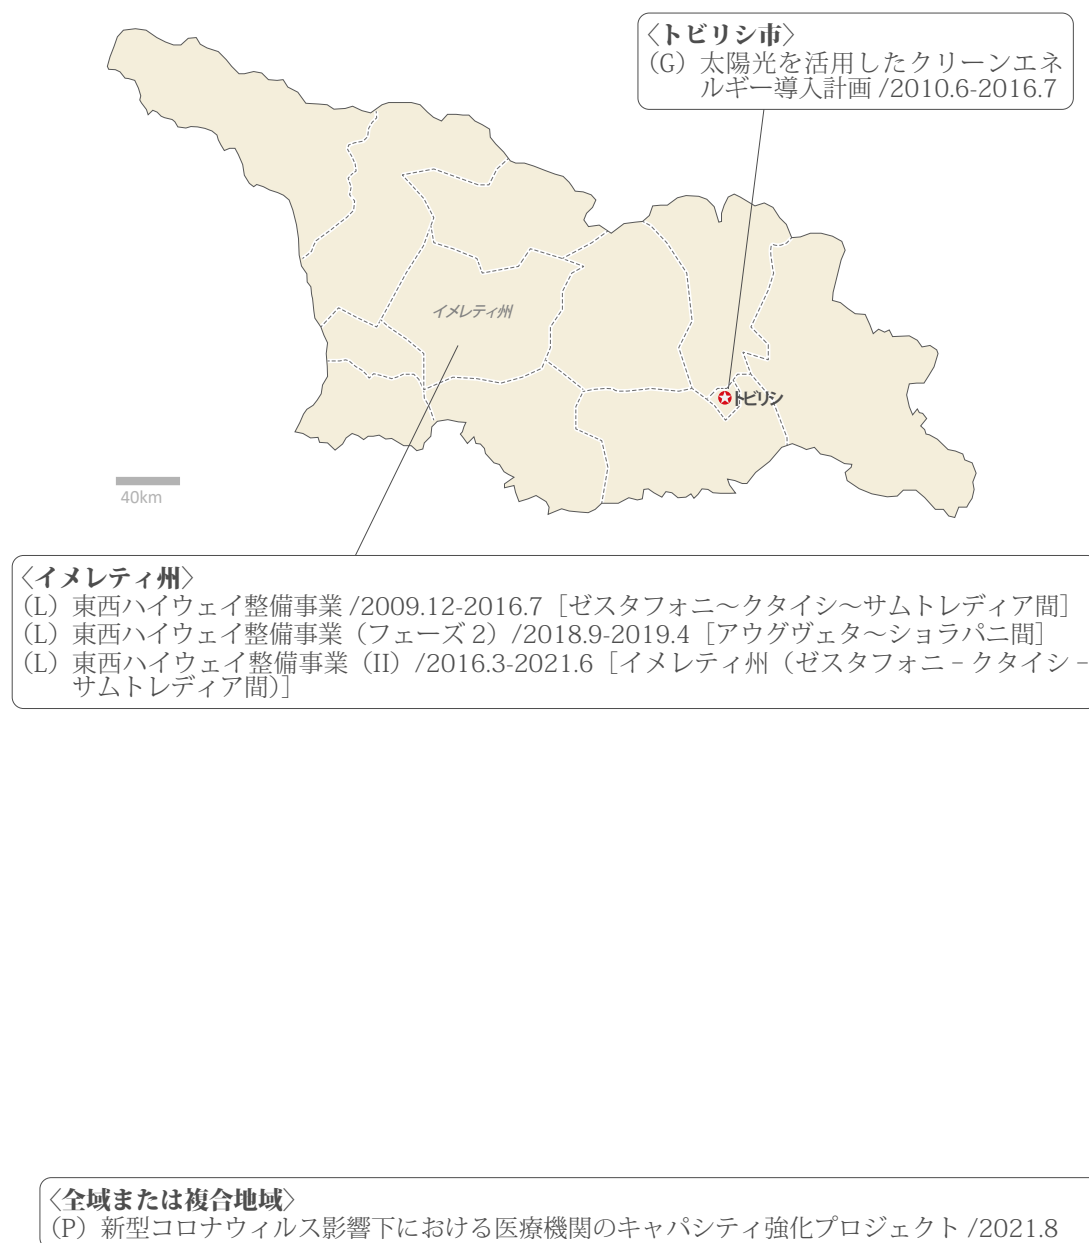 〈トビリシ市〉
(G) 太陽光を活用したクリーンエネ
ルギー導入計画 /2010.6-2016.7
イメレティ州
トビリシ
40km
〈イメレティ州〉
(L) 東西ハイウェイ整備事業 /2009.12-2016.7［ゼスタフォニ～クタイシ～サムトレディア間］
(L) 東西ハイウェイ整備事業（フェーズ 2）/2018.9-2019.4［アウグヴェタ～ショラパニ間］
(L) 東西ハイウェイ整備事業（II）/2016.3-2021.6［イメレティ州（ゼスタフォニ－クタイシ－
サムトレディア間）］
〈全域または複合地域〉
(P) 新型コロナウィルス影響下における医療機関のキャパシティ強化プロジェクト /2021.8